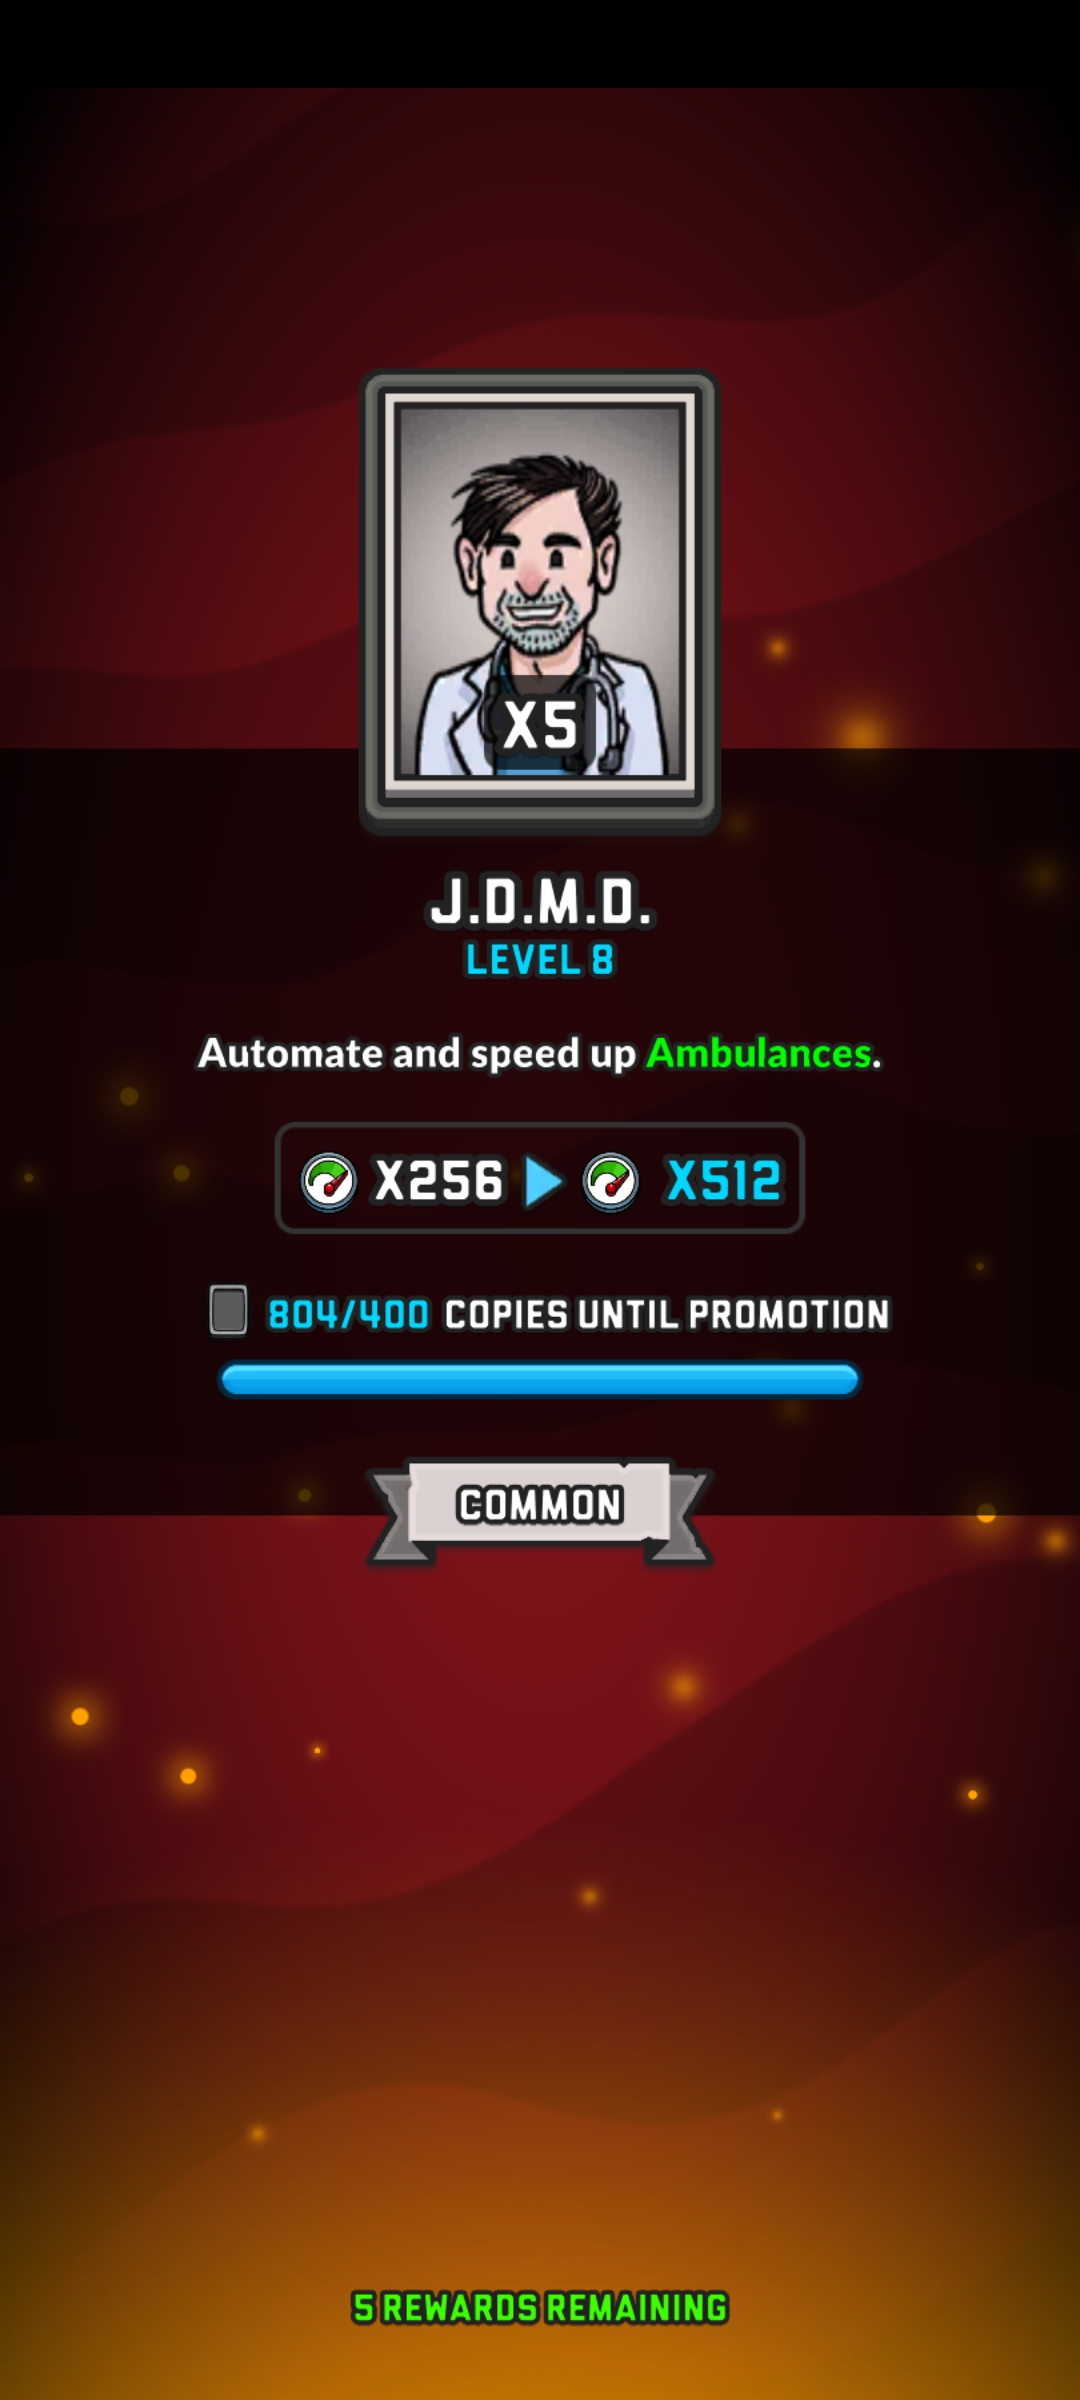 X5
J.D.M.D.
LEVEL 8
Automate and speed up Ambulances.
X256 X512
804/400 COPIES UNTIL PROMOTION
COMMON
5 REWARDS REMAINING